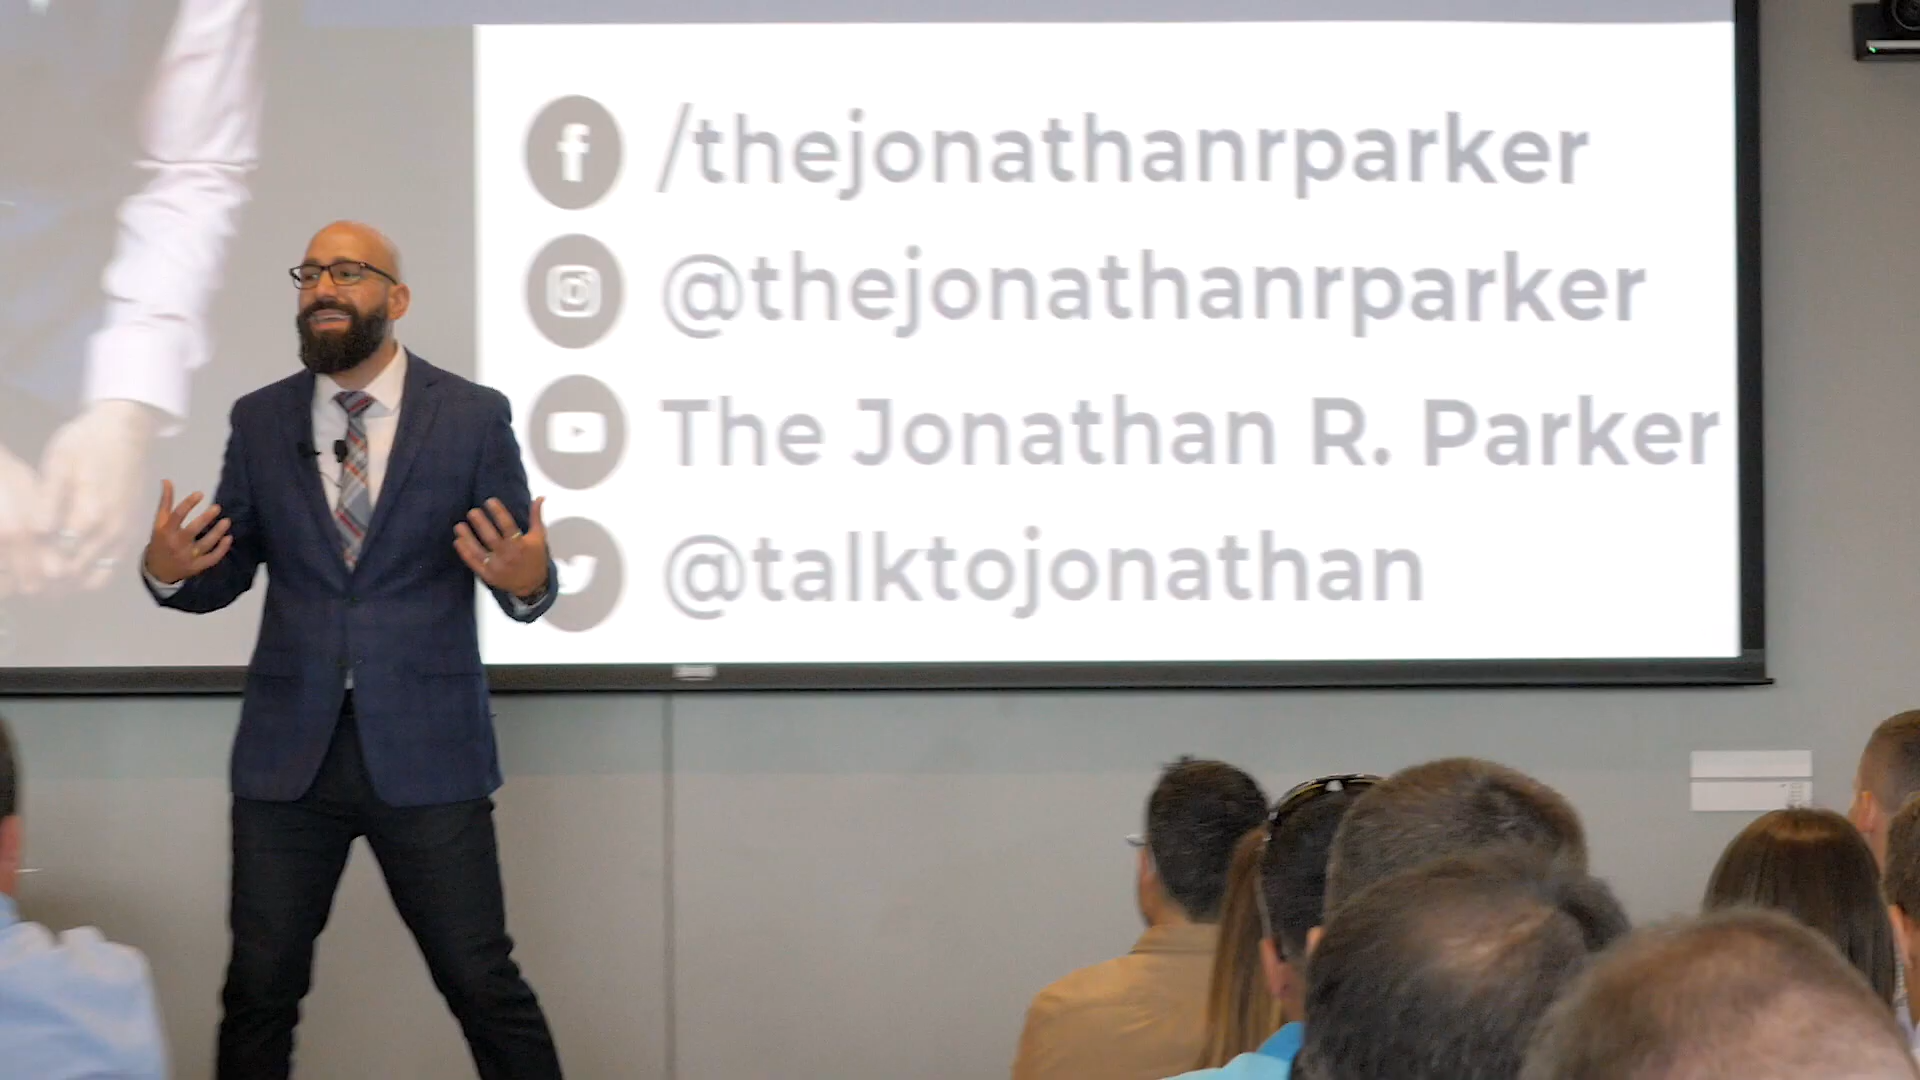 /thejonathanrparker
@thejonathanrparker
The Jonathan R. Parker
@talktojonathan